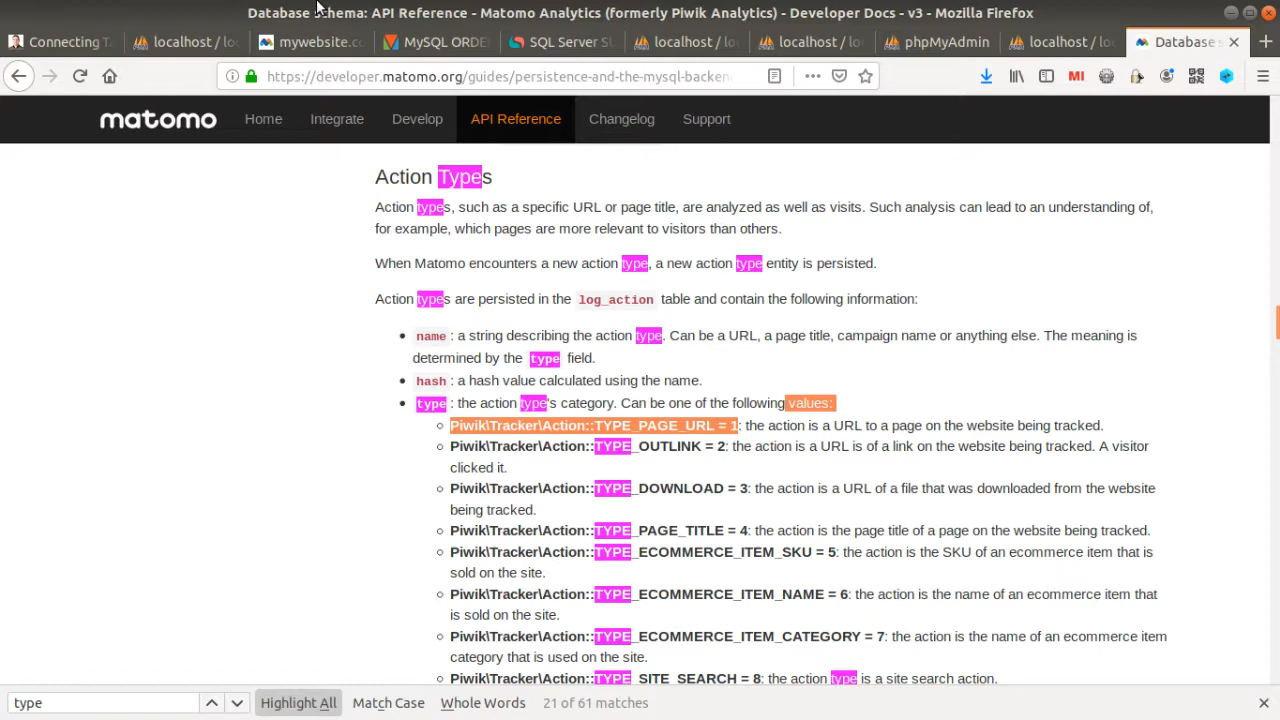 Database Schema: API Reference - Matomo Analytics (formerly Piwik Analytics) - Developer Docs - v3 - Mozilla Firefox
Connecting T
localhost / lo
mywebsite.co
MySQL ORDE
SQL Server S
localhost / lo
localhost / lo
phpMyAdmin
localhost / lo
Database s
https://developer.matomo.org/guides/persistence-and-the-mysql-backen
MI
matomo
Home
Integrate
Develop
API Reference
Changelog
Support
Action Types
Action types, such as a specific URL or page title, are analyzed as well as visits. Such analysis can lead to an understanding of,
for example, which pages are more relevant to visitors than others.
When Matomo encounters a new action type, a new action type entity is persisted.
Action types are persisted in the log_action table and contain the following information:
• name: a string describing the action type. Can be a URL, a page title, campaign name or anything else. The meaning is
determined by the type field.
• hash: a hash value calculated using the name.
• type: the action type's category. Can be one of the following values:
Piwik\Tracker\Action::TYPE_PAGE_URL = 1: the action is a URL to a page on the website being tracked.
Piwik\Tracker\Action::TYPE_OUTLINK = 2: the action is a URL is of a link on the website being tracked. A visitor
clicked it.
Piwik\Tracker\Action::TYPE_DOWNLOAD = 3: the action is a URL of a file that was downloaded from the website
being tracked.
Piwik\Tracker\Action::TYPE_PAGE_TITLE = 4: the action is the page title of a page on the website being tracked.
Piwik\Tracker\Action::TYPE_ECOMMERCE_ITEM_SKU = 5: the action is the SKU of an ecommerce item that is
sold on the site.
Piwik\Tracker\Action::TYPE_ECOMMERCE_ITEM_NAME = 6: the action is the name of an ecommerce item that
is sold on the site.
Piwik\Tracker\Action::TYPE_ECOMMERCE_ITEM_CATEGORY = 7: the action is the name of an ecommerce item
category that is used on the site.
Piwik\Tracker\Action::TYPE_SITE_SEARCH = 8: the action type is a site search action.
type
Highlight All
Match Case
Whole Words
21 of 61 matches